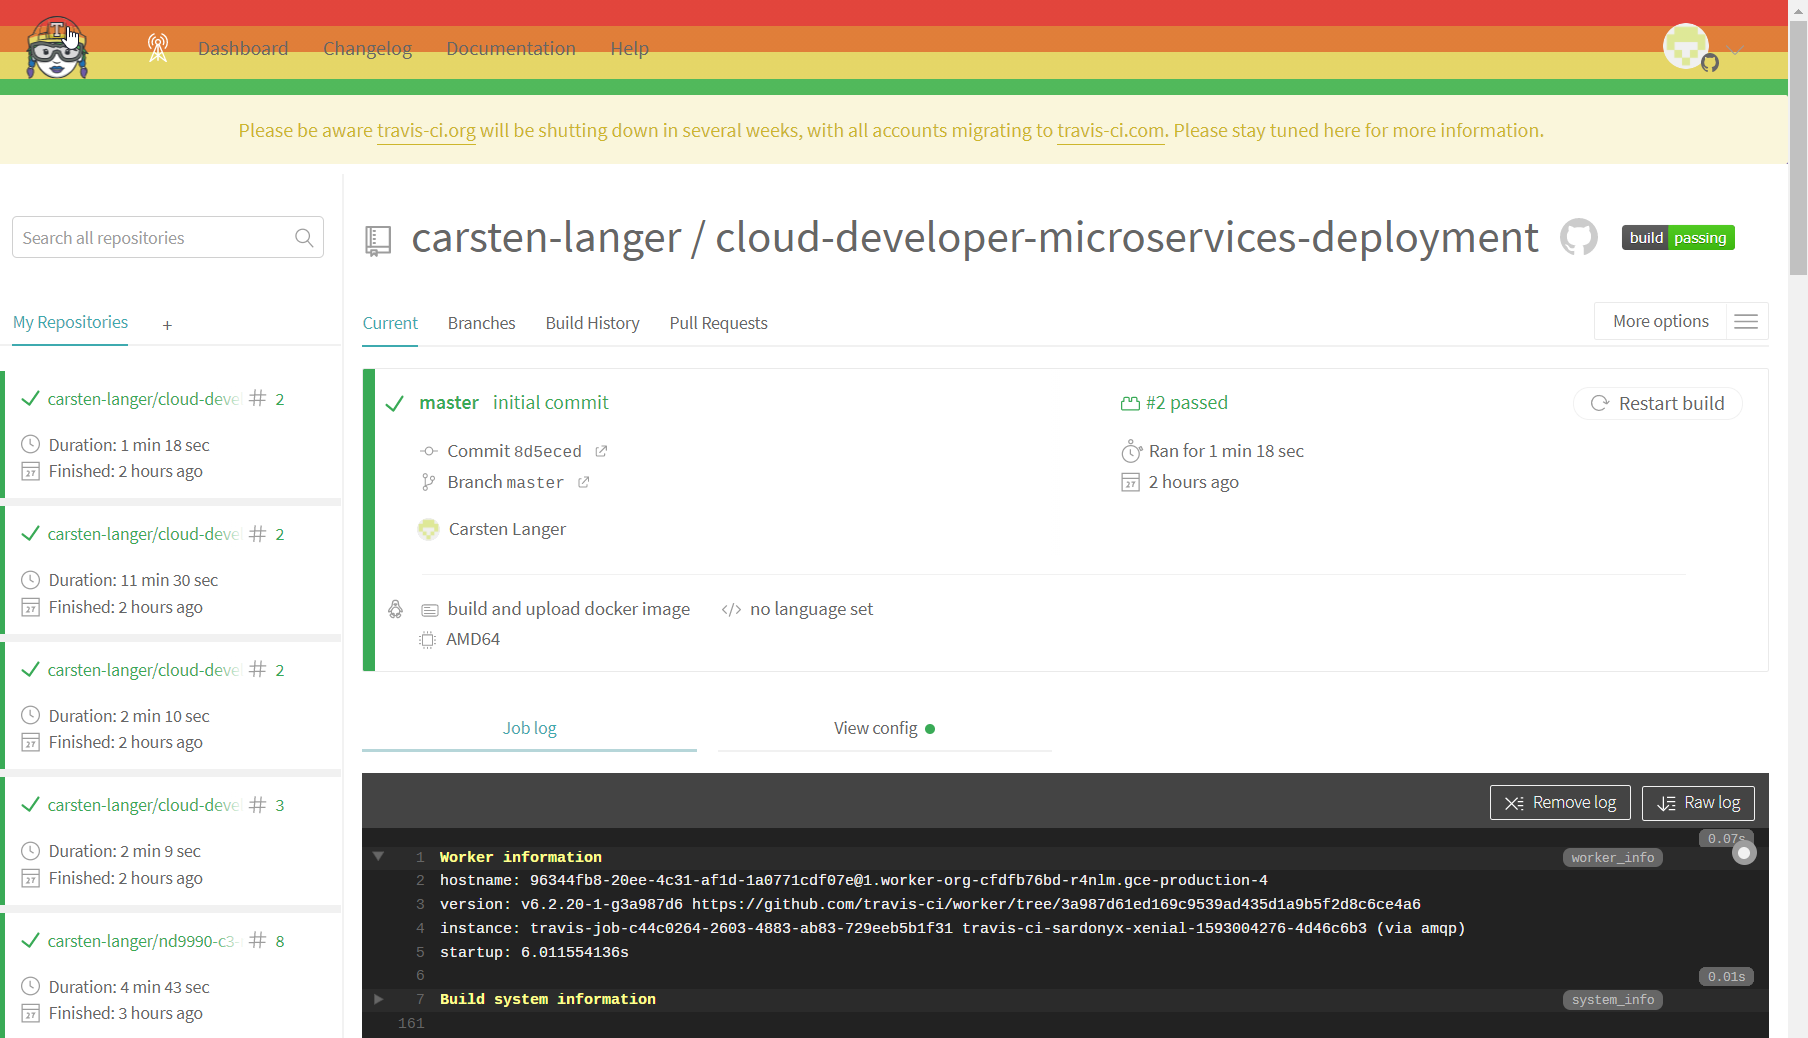 T
Dashboard Changelog Documentation Help
Please be aware travis-ci.org will be shutting down in several weeks, with all accounts migrating to travis-ci.com. Please stay tuned here for more information.
Search all repositories
carsten-langer / cloud-developer-microservices-deployment
build passing
My Repositories +
Current Branches Build History Pull Requests
More options
carsten-langer/cloud-deve # 2
Duration: 1 min 18 sec
27 Finished: 2 hours ago
carsten-langer/cloud-deve # 2
Duration: 11 min 30 sec
27 Finished: 2 hours ago
carsten-langer/cloud-deve # 2
Duration: 2 min 10 sec
27 Finished: 2 hours ago
carsten-langer/cloud-deve # 3
Duration: 2 min 9 sec
27 Finished: 2 hours ago
carsten-langer/nd9990-c3- # 8
Duration: 4 min 43 sec
27 Finished: 3 hours ago
master initial commit
#2 passed
Restart build
Commit 8d5eced
Ran for 1 min 18 sec
Branch master
27 2 hours ago
Carsten Langer
build and upload docker image </> no language set
AMD64
Job log
View config
Remove log
Raw log
0.07s
1 Worker information worker_info
2 hostname: 96344fb8-20ee-4c31-af1d-1a0771cdf07e@1.worker-org-cfdfb76bd-r4nlm.gce-production-4
3 version: v6.2.20-1-g3a987d6 https://github.com/travis-ci/worker/tree/3a987d61ed169c9539ad435d1a9b5f2d8c6ce4a6
4 instance: travis-job-c44c0264-2603-4883-ab83-729eeb5b1f31 travis-ci-sardonyx-xenial-1593004276-4d46c6b3 (via amqp)
5 startup: 6.011554136s
6
0.01s
7 Build system information system_info
161